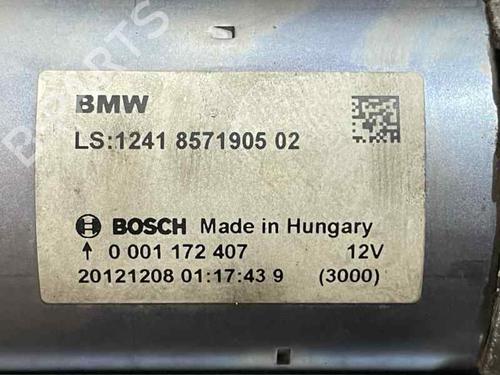 BMW
LS:1241 8571905 02
BOSCH Made in Hungary
↑ 0 001 172 407 12V
20121208 01:17:43 9 (3000)